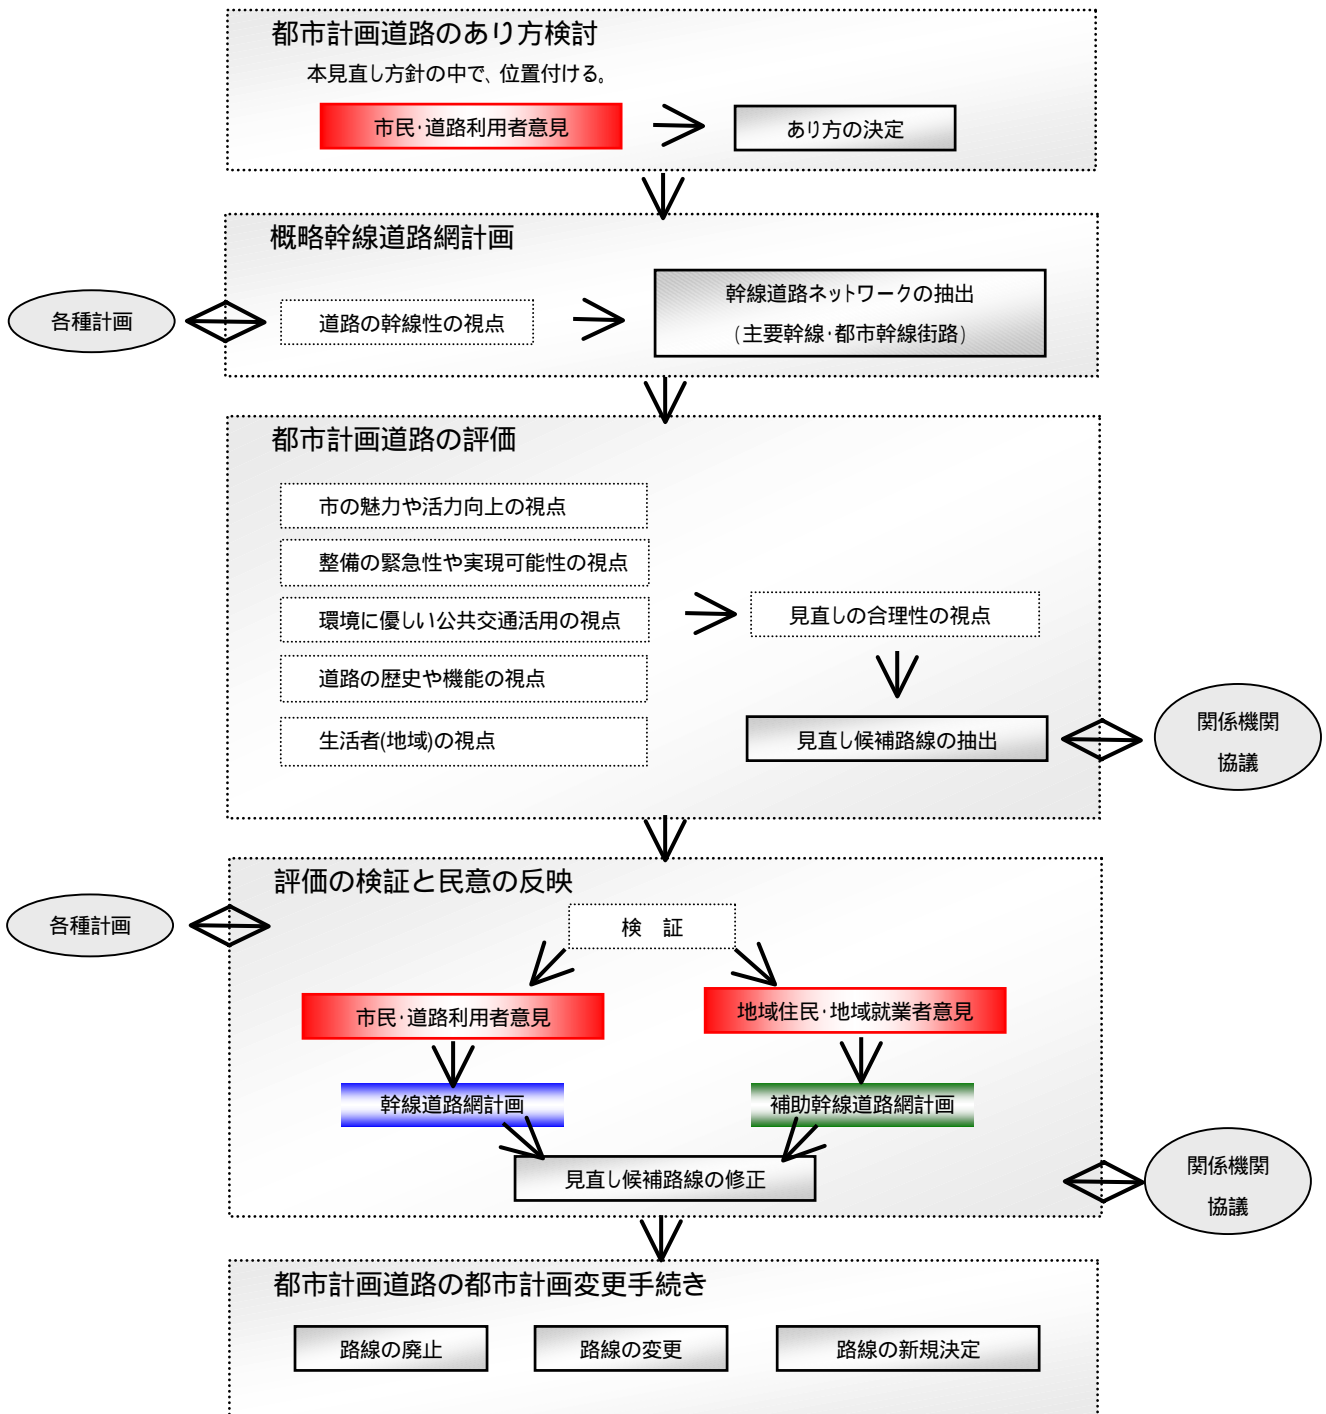 都市計画道路のあり方検討
本見直し方針の中で、位置付ける。
市民・道路利用者意見
あり方の決定
概略幹線道路網計画
各種計画
道路の幹線性の視点
幹線道路ネットワークの抽出
(主要幹線・都市幹線街路)
都市計画道路の評価
市の魅力や活力向上の視点
整備の緊急性や実現可能性の視点
環境に優しい公共交通活用の視点
道路の歴史や機能の視点
生活者(地域)の視点
見直しの合理性の視点
見直し候補路線の抽出
関係機関
協議
評価の検証と民意の反映
各種計画
検　証
市民・道路利用者意見
地域住民・地域就業者意見
幹線道路網計画
補助幹線道路網計画
見直し候補路線の修正
関係機関
協議
都市計画道路の都市計画変更手続き
路線の廃止
路線の変更
路線の新規決定